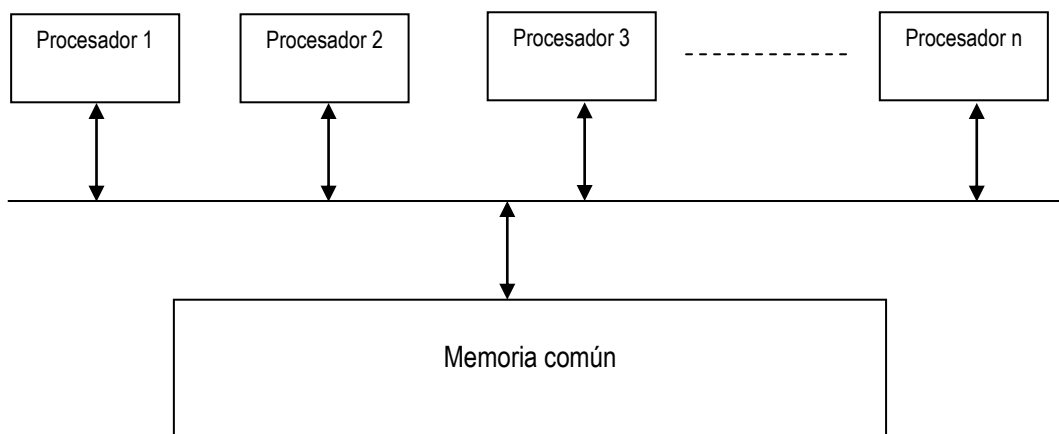 Procesador 1
Procesador 2
Procesador 3
Procesador n
Memoria común